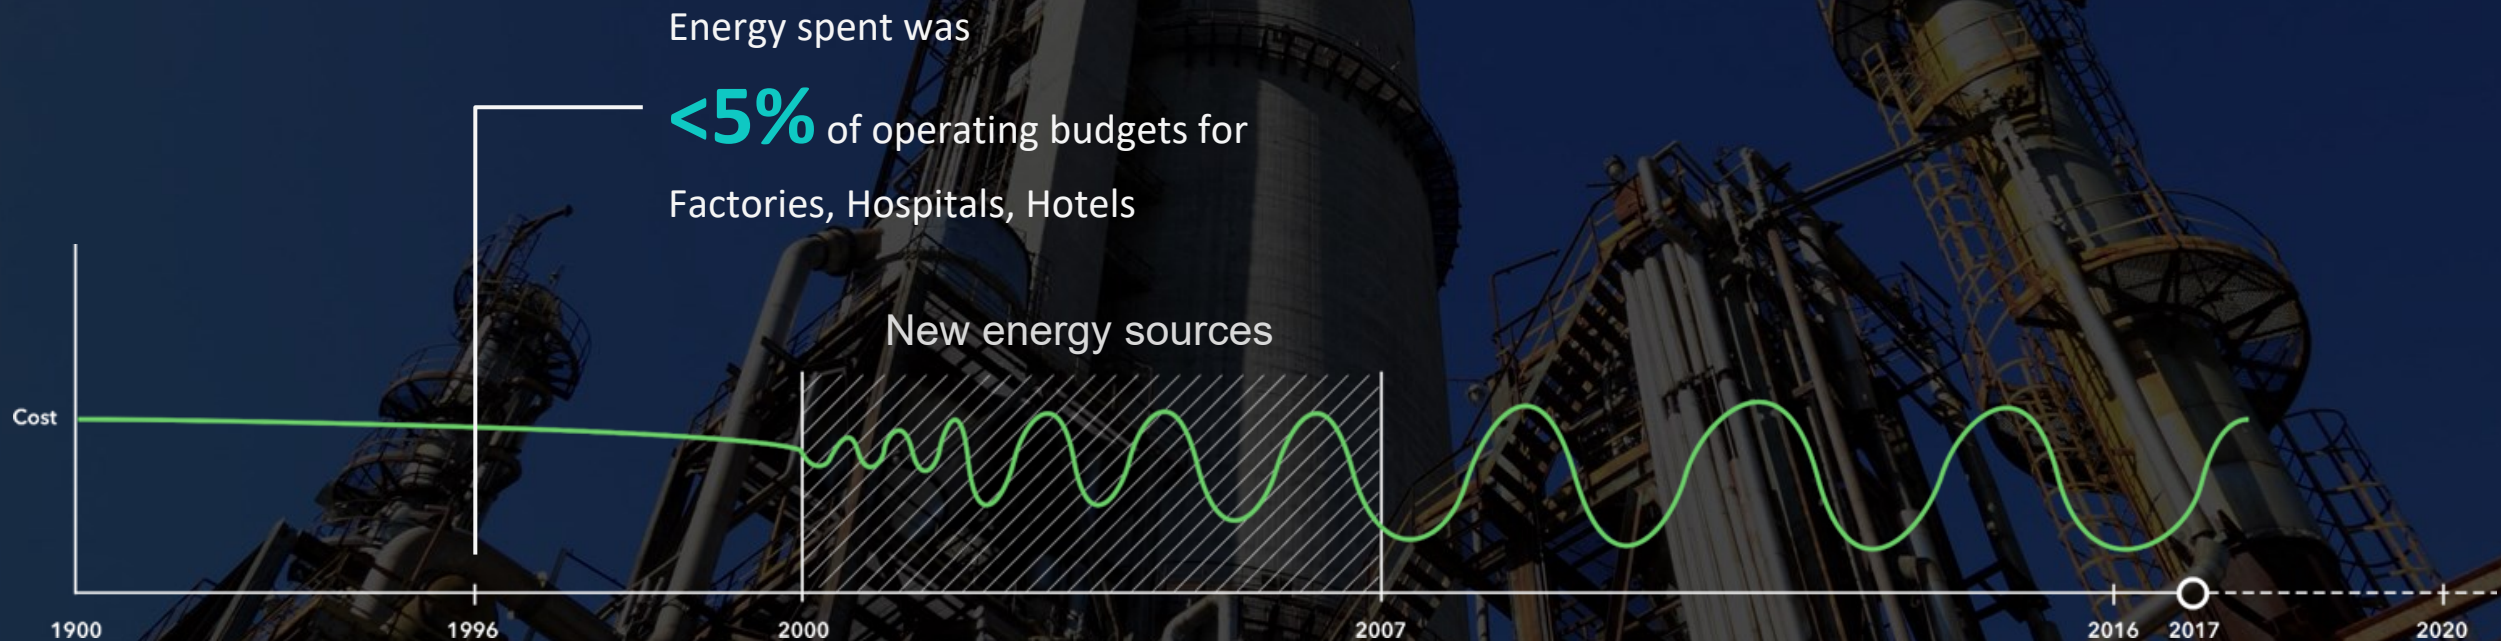 Energy spent was
<5% of operating budgets for
Factories, Hospitals, Hotels
New energy sources
Cost
1900 1996 2000 2007 2016 2017 2020